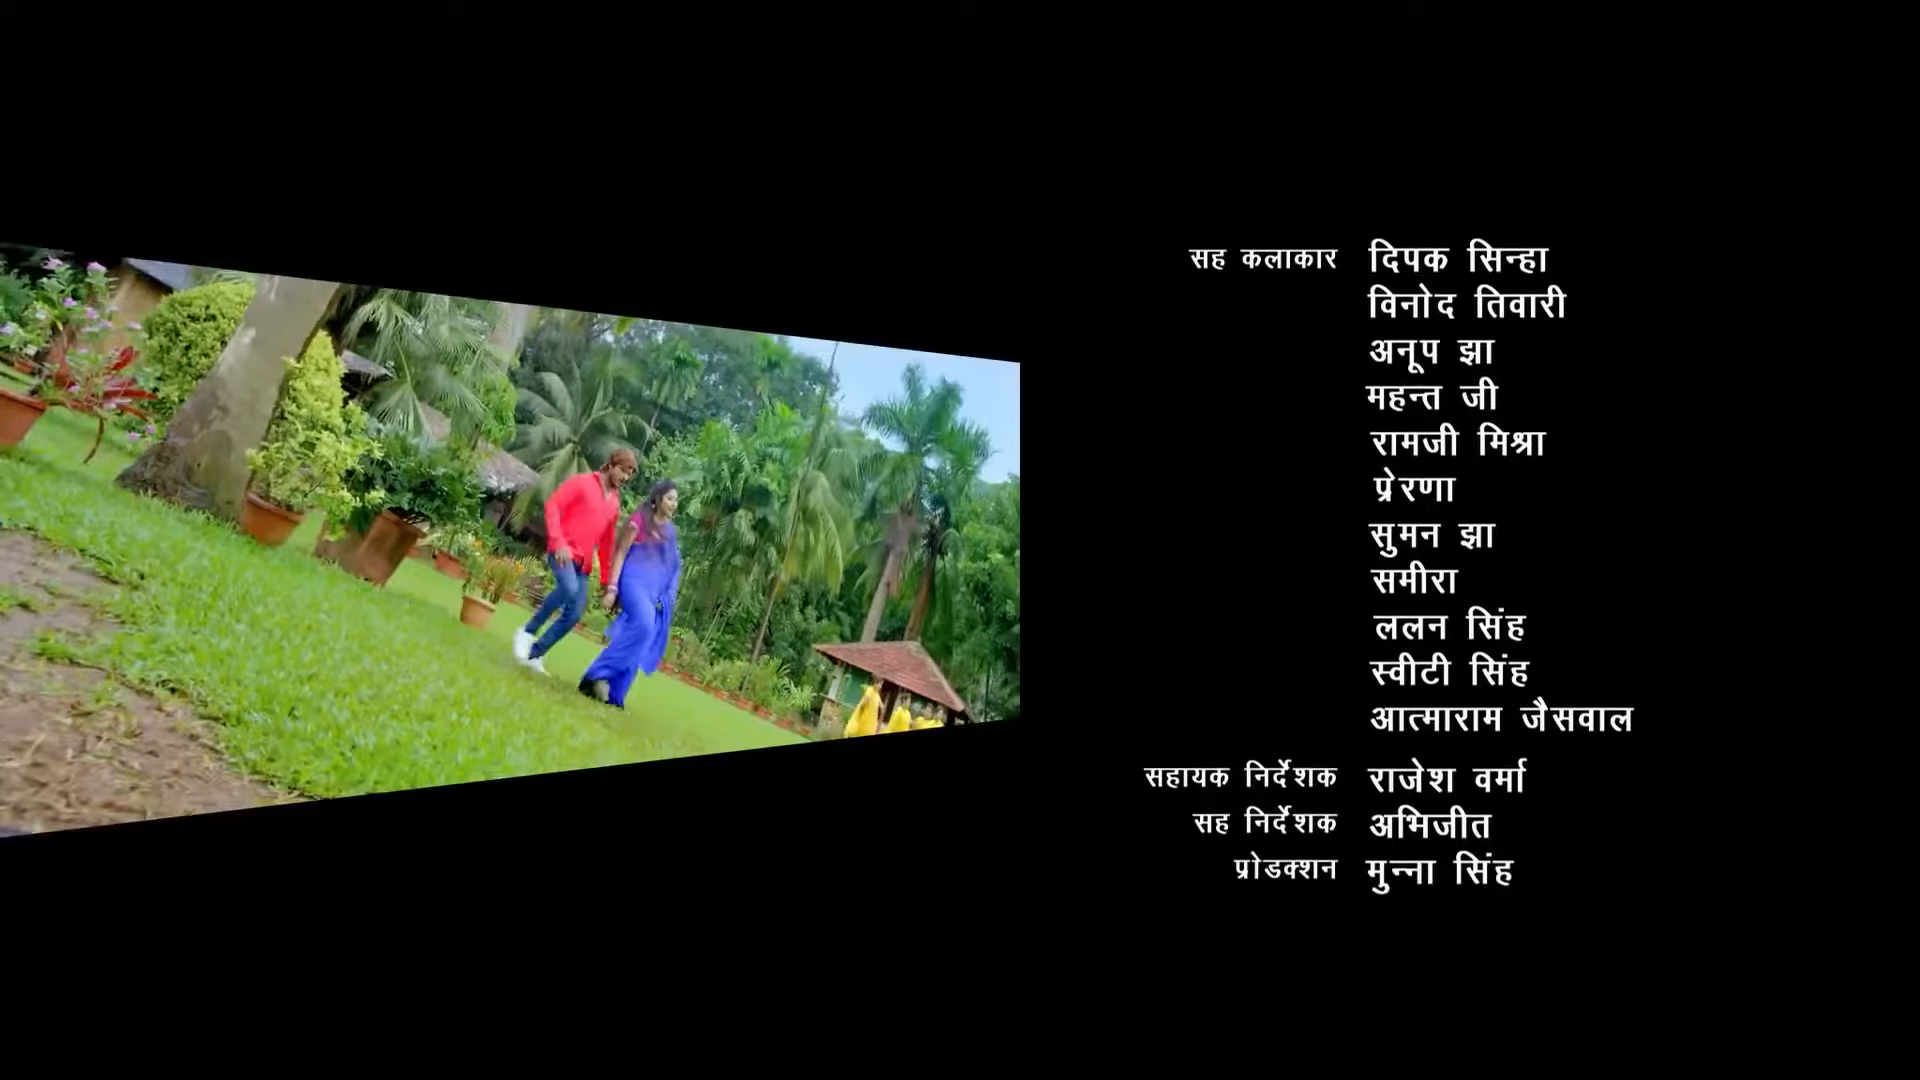 सह कलाकार दिपक सिन्हा
विनोद तिवारी
अनूप झा
महन्त जी
रामजी मिश्रा
प्रेरणा
सुमन झा
समीरा
ललन सिंह
स्वीटी सिंह
आत्माराम जैसवाल
सहायक निर्देशक राजेश वर्मा
सह निर्देशक अभिजीत
प्रोडक्शन मुन्ना सिंह